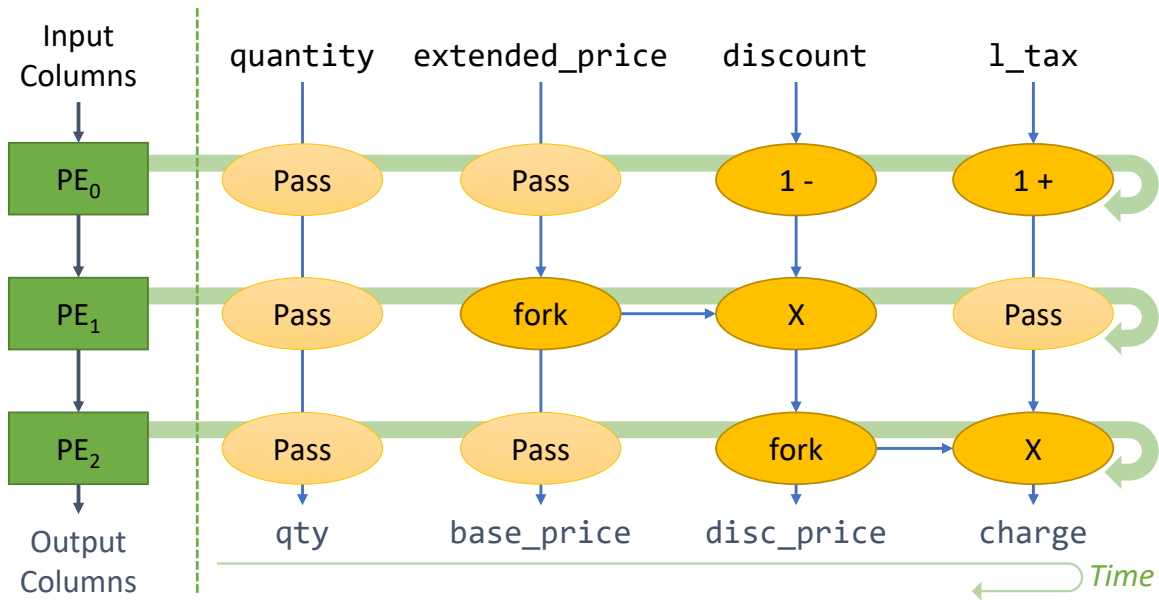 Input
Columns
quantity extended_price discount l_tax
PE0 Pass Pass 1 - 1 +
PE1 Pass fork X Pass
PE2 Pass Pass fork X
Output
Columns
qty base_price disc_price charge
Time